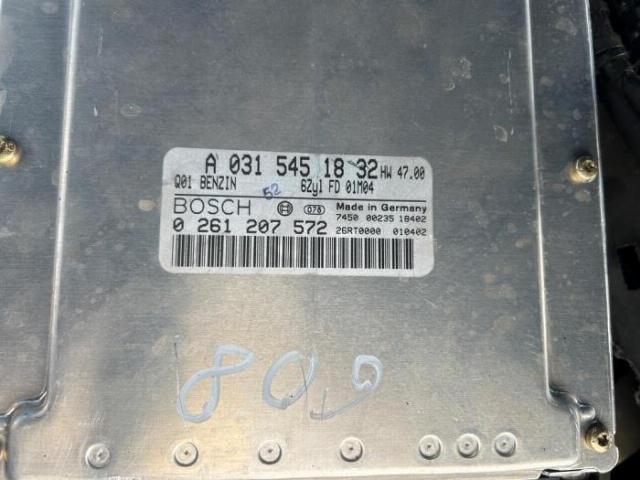 A 031 545 18 32 HW 47.00
Q01 BENZIN 6Zyl FD 01M04
52
BOSCH 078 Made in Germany
7450 00235 18402
0 261 207 572 26RT0000 010402
809